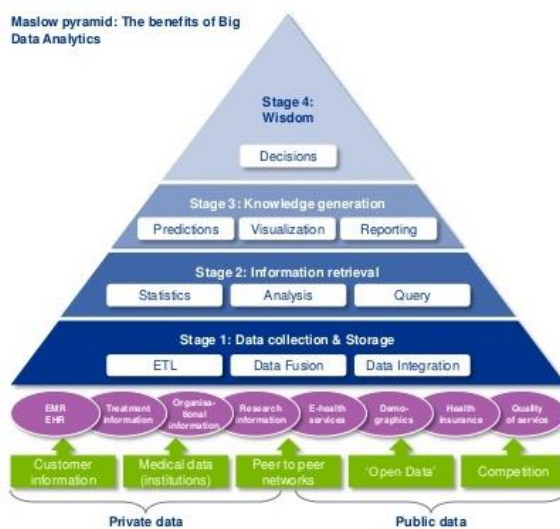 Maslow pyramid: The benefits of Big
Data Analytics
Stage 4:
Wisdom
Decisions
Stage 3: Knowledge generation
Predictions Visualization Reporting
Stage 2: Information retrieval
Statistics Analysis Query
Stage 1: Data collection & Storage
ETL Data Fusion Data Integration
EMR
EHR
Treatment
information
Organisa-
tional
information
Research
information
E-health
services
Demo-
graphics
Health
insurance
Quality
of service
Customer
information
Medical data
(institutions)
Peer to peer
networks
'Open Data'
Competition
Private data Public data